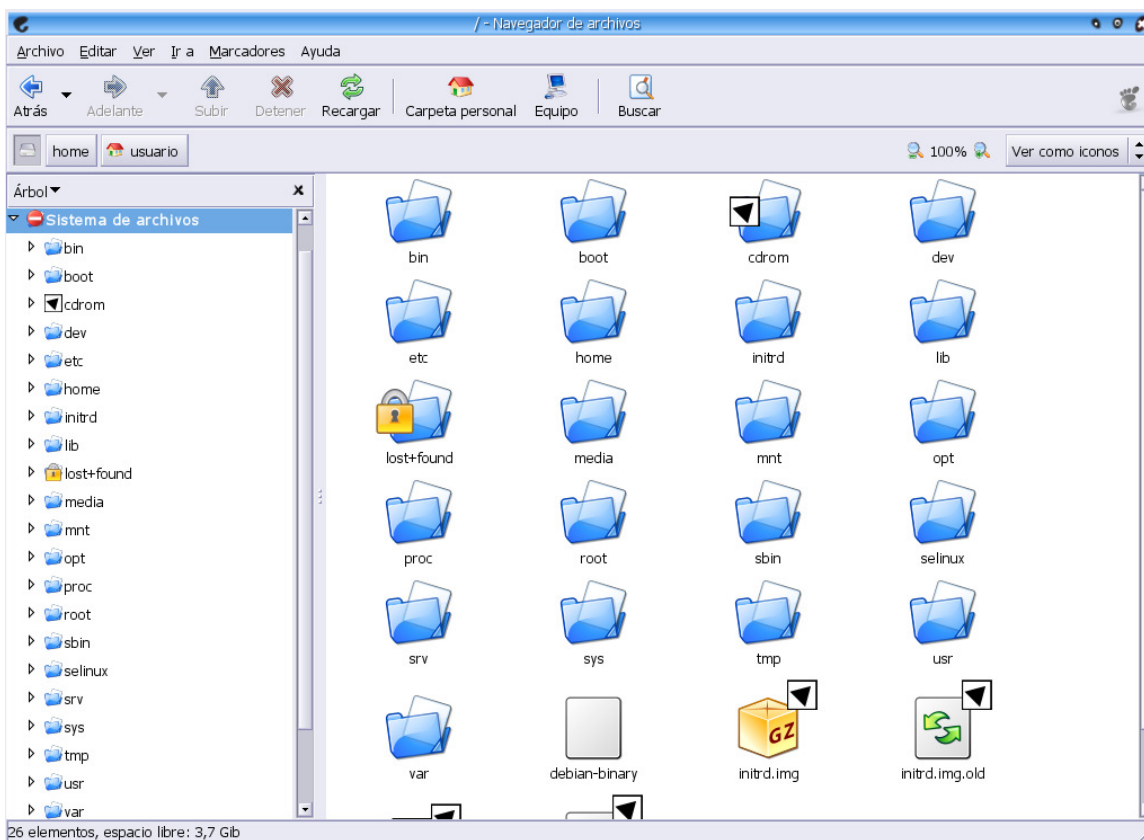 / - Navegador de archivos
Archivo Editar Ver Ir a Marcadores Ayuda
Atrás Adelante Subir Detener Recargar Carpeta personal Equipo Buscar
home usuario 100% Ver como iconos
Árbol
Sistema de archivos
bin
boot
cdrom
dev
etc
home
initrd
lib
lost+found
media
mnt
opt
proc
root
sbin
selinux
srv
sys
tmp
usr
var
bin boot cdrom dev
etc home initrd lib
lost+found media mnt opt
proc root sbin selinux
srv sys tmp usr
GZ
var debian-binary initrd.img initrd.img.old
26 elementos, espacio libre: 3,7 Gib